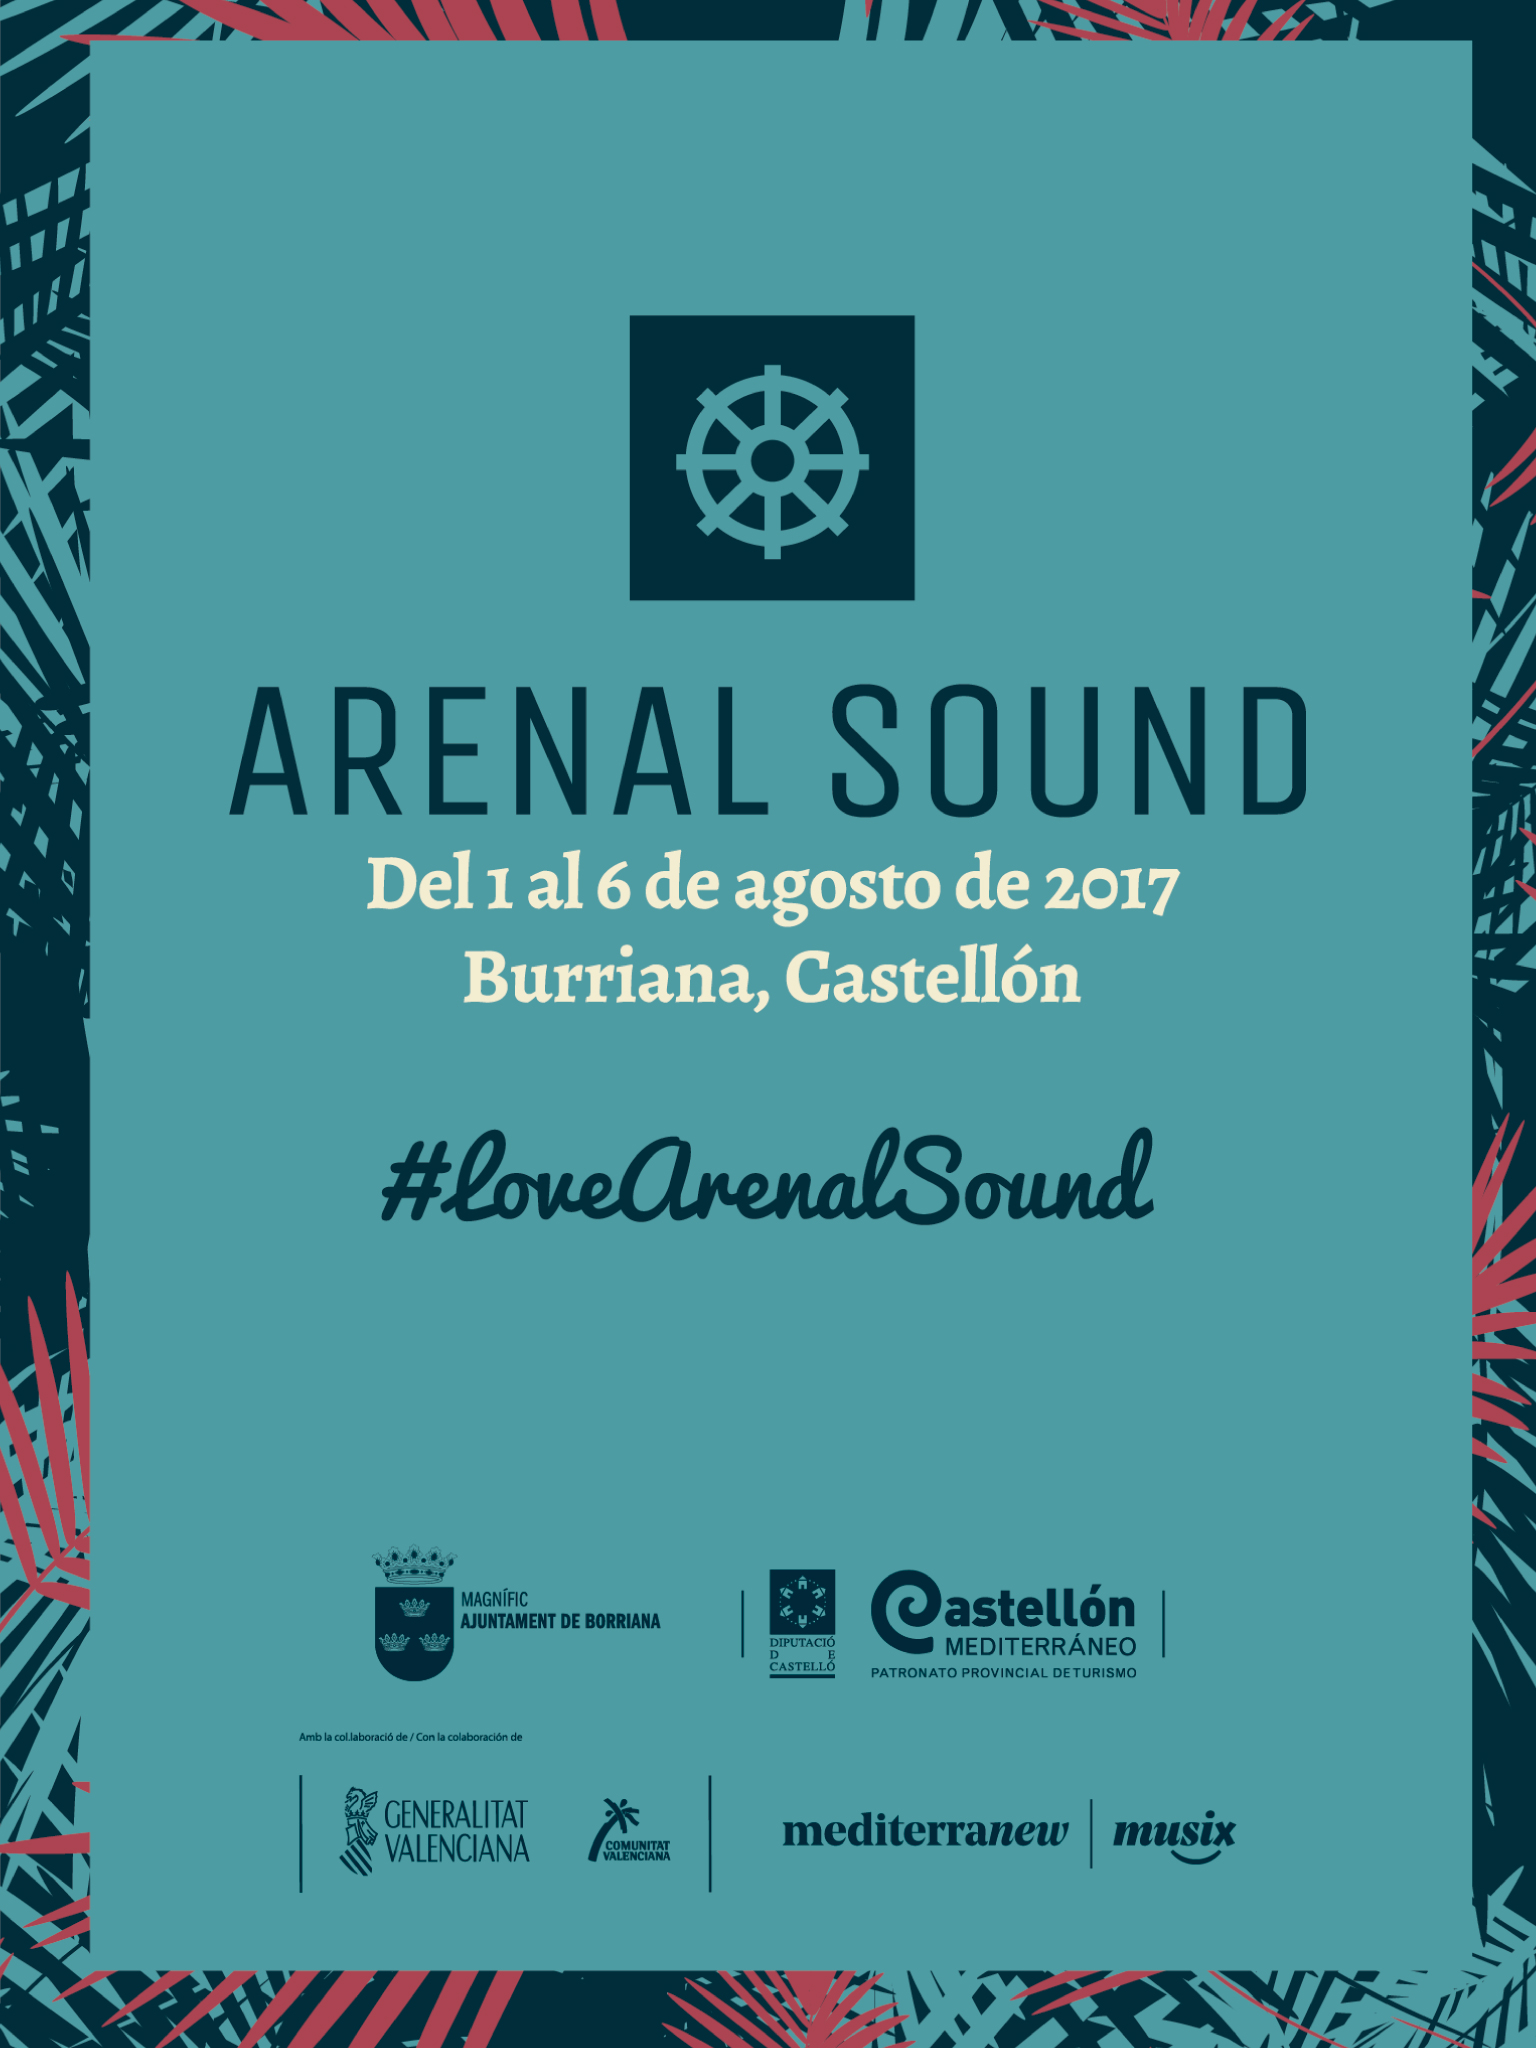 ARENAL SOUND
Del 1 al 6 de agosto de 2017
Burriana, Castellón
#LoveArenalSound
MAGNÍFIC
AJUNTAMENT DE BORRIANA
DIPUTACIÓ
D E
CASTELLÓ
Castellón
MEDITERRÁNEO
PATRONATO PROVINCIAL DE TURISMO
Amb la col.laboració de / Con la colaboración de
GENERALITAT
VALENCIANA
COMUNITAT
VALENCIANA
mediterranew
musix